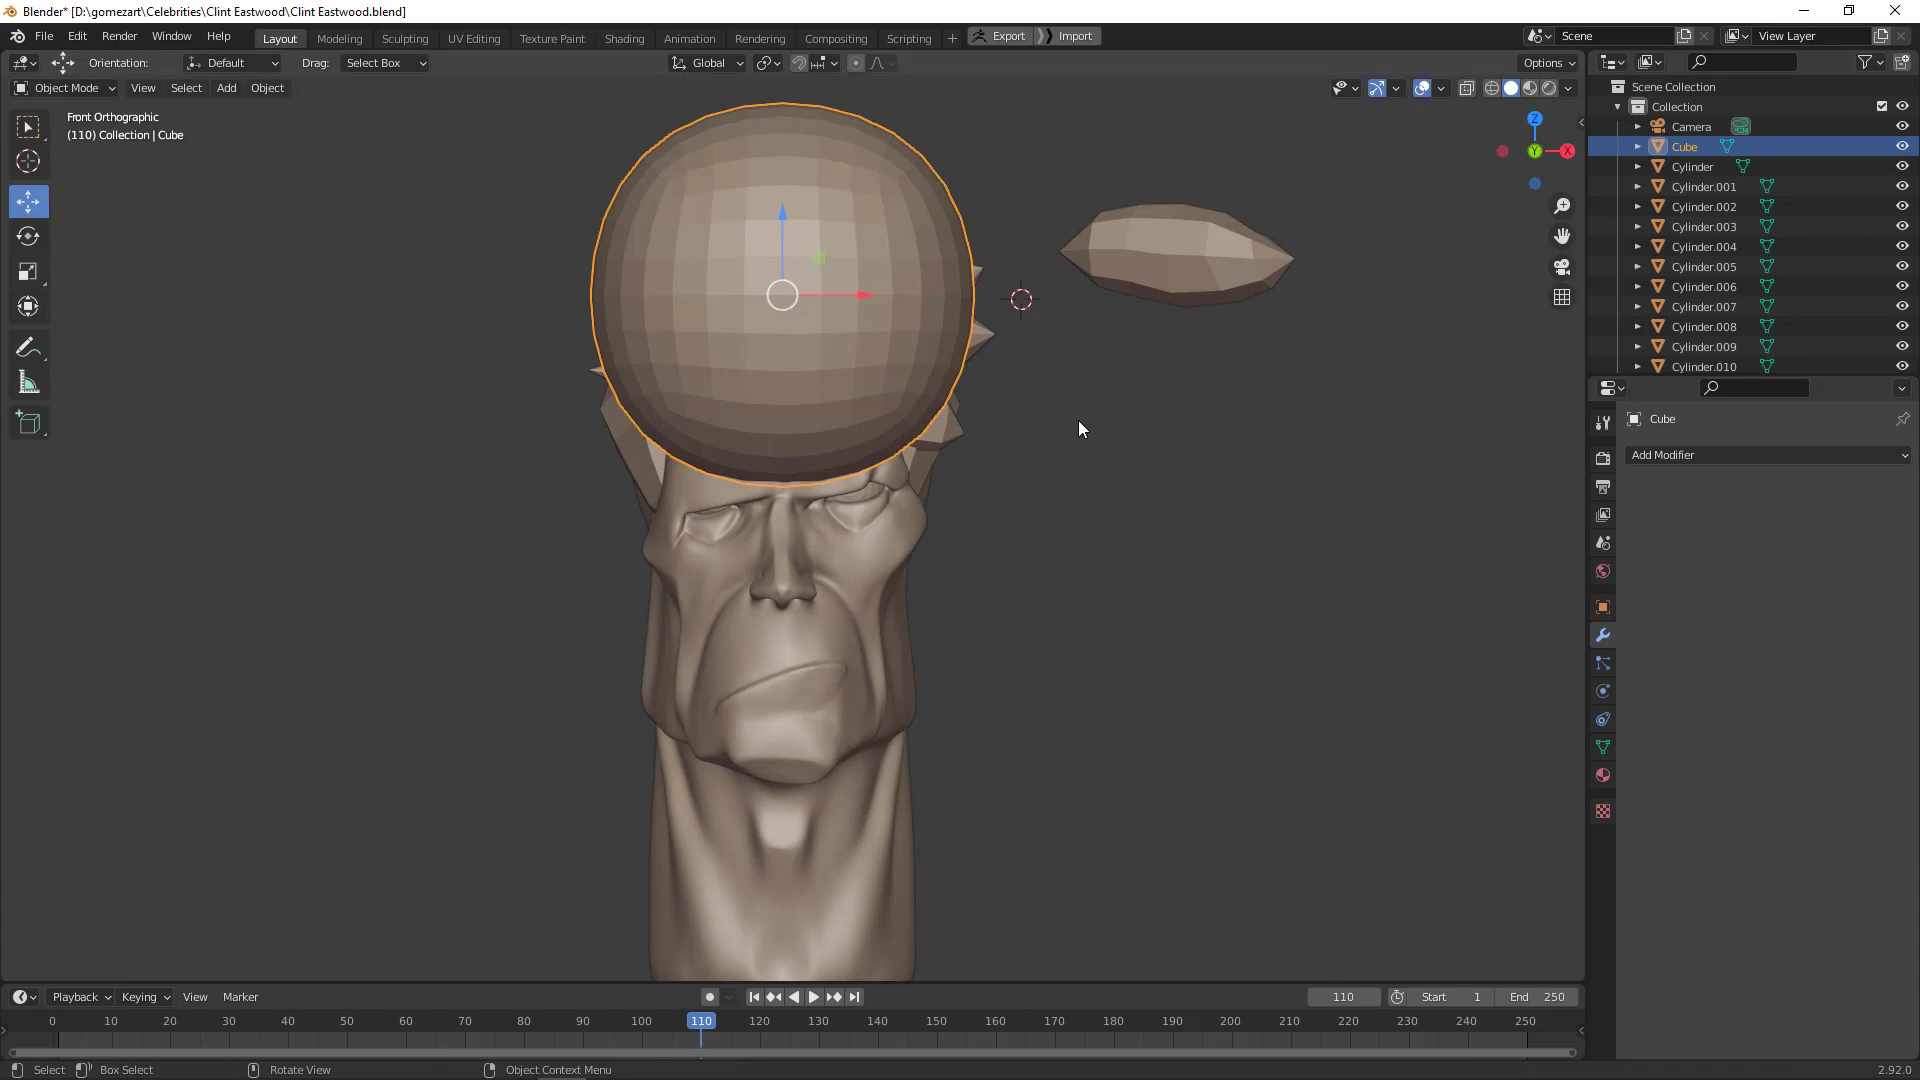 Blender* [D:\gomezart\Celebrities\Clint Eastwood\Clint Eastwood.blend]
File Edit Render Window Help Layout Modeling Sculpting UV Editing Texture Paint Shading Animation Rendering Compositing Scripting + Export Import Scene View Layer
Orientation: Default Drag: Select Box Global Options
Object Mode View Select Add Object
Front Orthographic
(110) Collection | Cube
Z
Y
X
Scene Collection
Collection
Camera
Cube
Cylinder
Cylinder.001
Cylinder.002
Cylinder.003
Cylinder.004
Cylinder.005
Cylinder.006
Cylinder.007
Cylinder.008
Cylinder.009
Cylinder.010
Cube
Add Modifier
Playback Keying View Marker 110 Start 1 End 250
0 10 20 30 40 50 60 70 80 90 100 110 120 130 140 150 160 170 180 190 200 210 220 230 240 250
Select Box Select Rotate View Object Context Menu 2.92.0